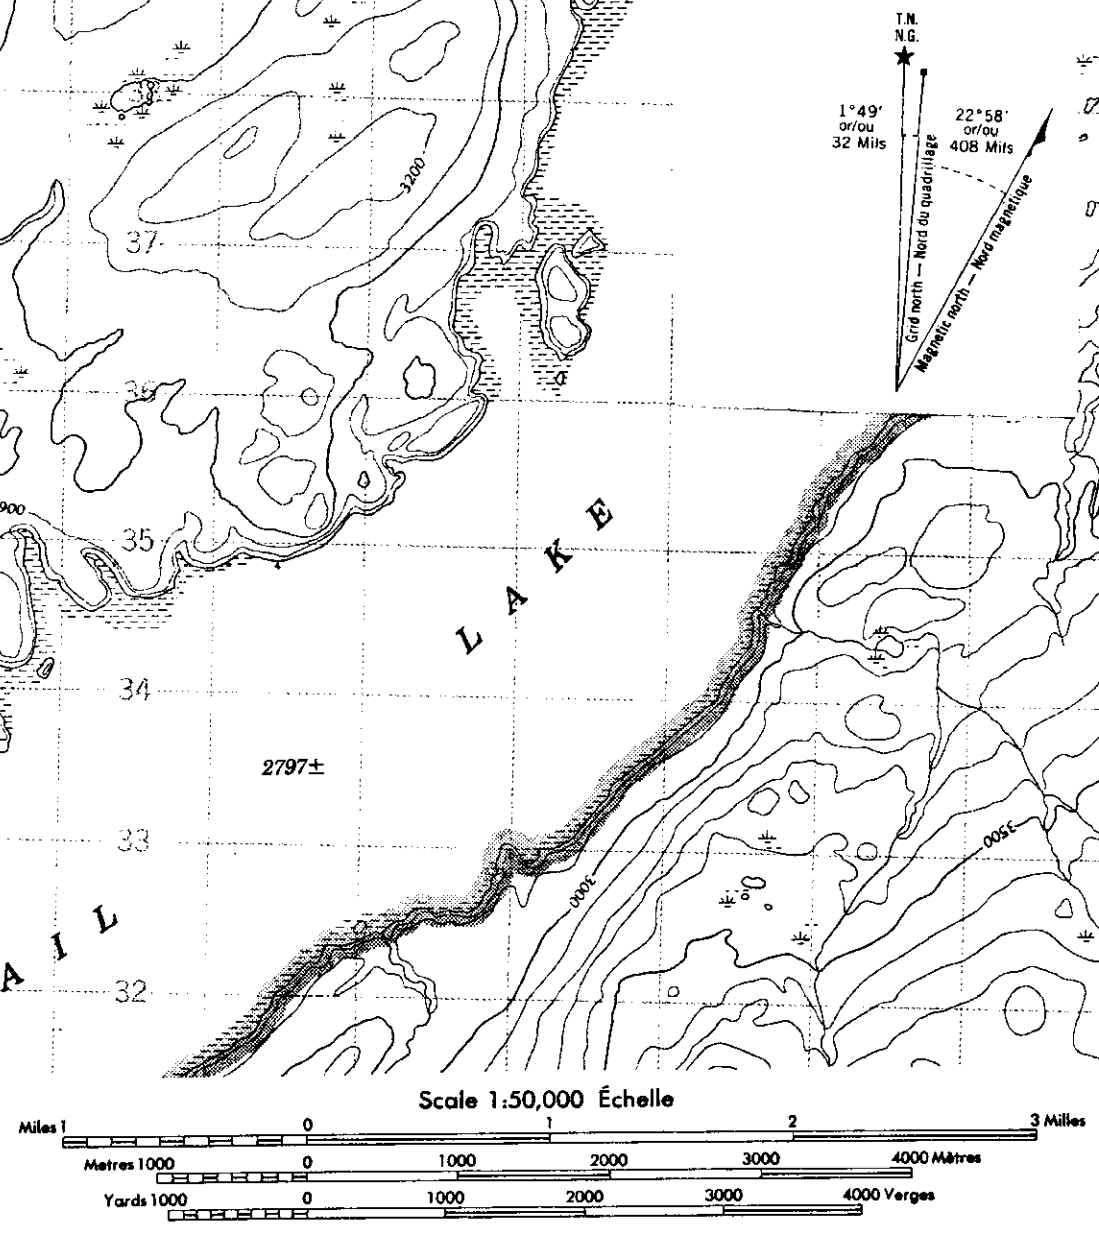 T.N.
N.G.
1°49'
or/ou
32 Mils
22°58'
or/ou
408 Mils
Grid north — Nord du quadrillage
Magnetic north — Nord magnetique
3200
37
36
900
35
L A K E
34
2797±
33
3500
3000
A I L
32
Scale 1:50,000 Échelle
Miles 1 0 1 2 3 Milles
Metres 1000 0 1000 2000 3000 4000 Mètres
Yards 1000 0 1000 2000 3000 4000 Verges